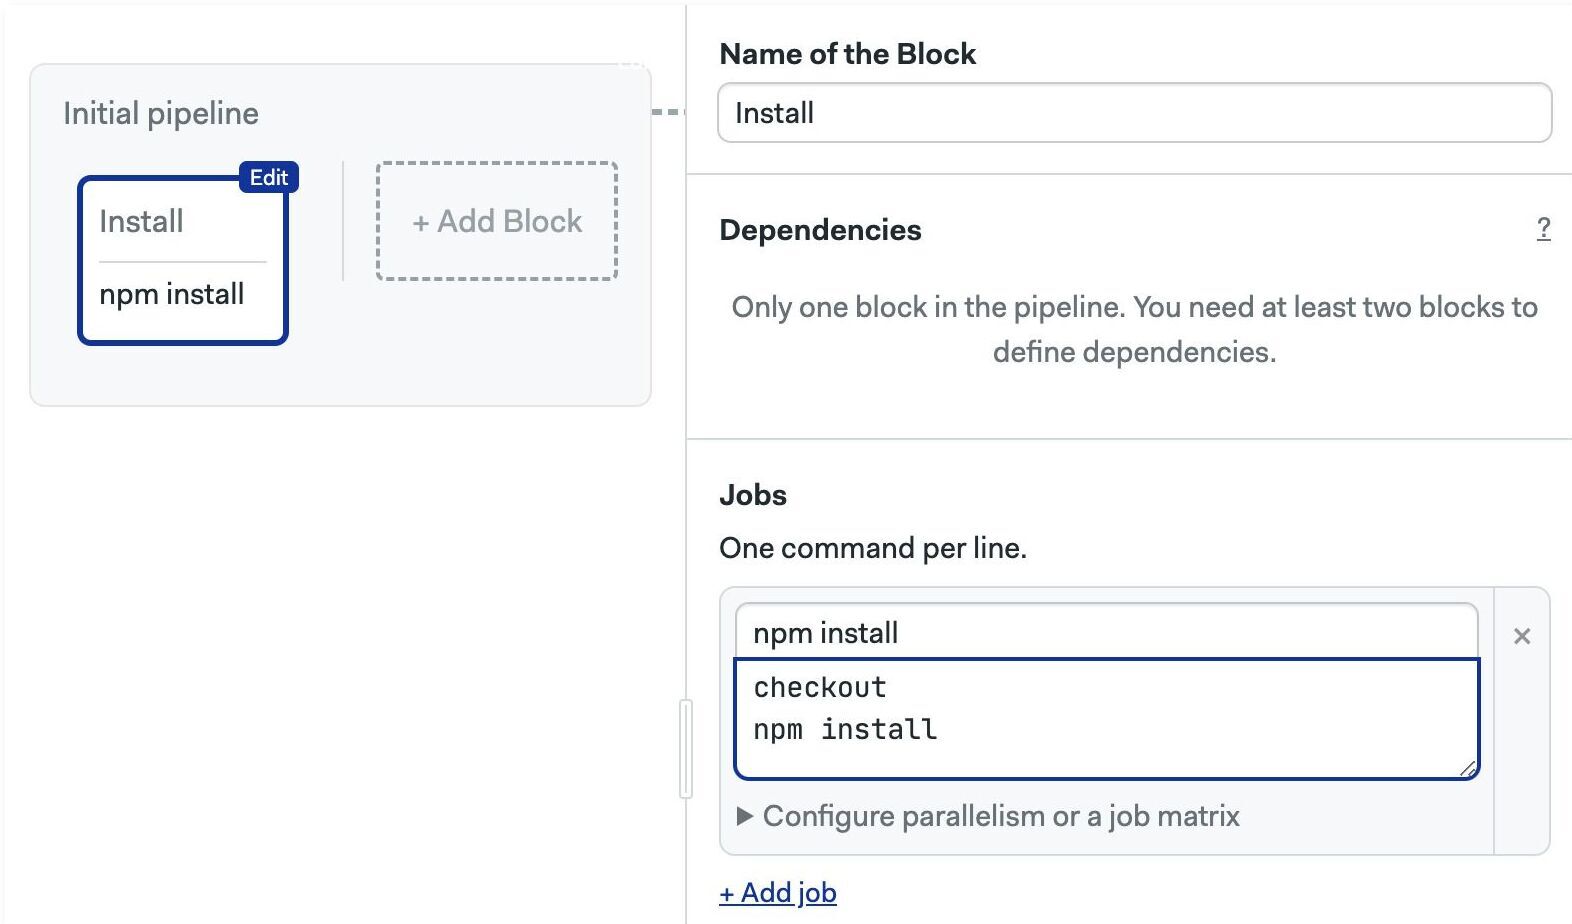 Initial pipeline
Edit
Install
npm install
+ Add Block
Name of the Block
Install
Dependencies
?
Only one block in the pipeline. You need at least two blocks to
define dependencies.
Jobs
One command per line.
npm install
checkout
npm install
Configure parallelism or a job matrix
+ Add job